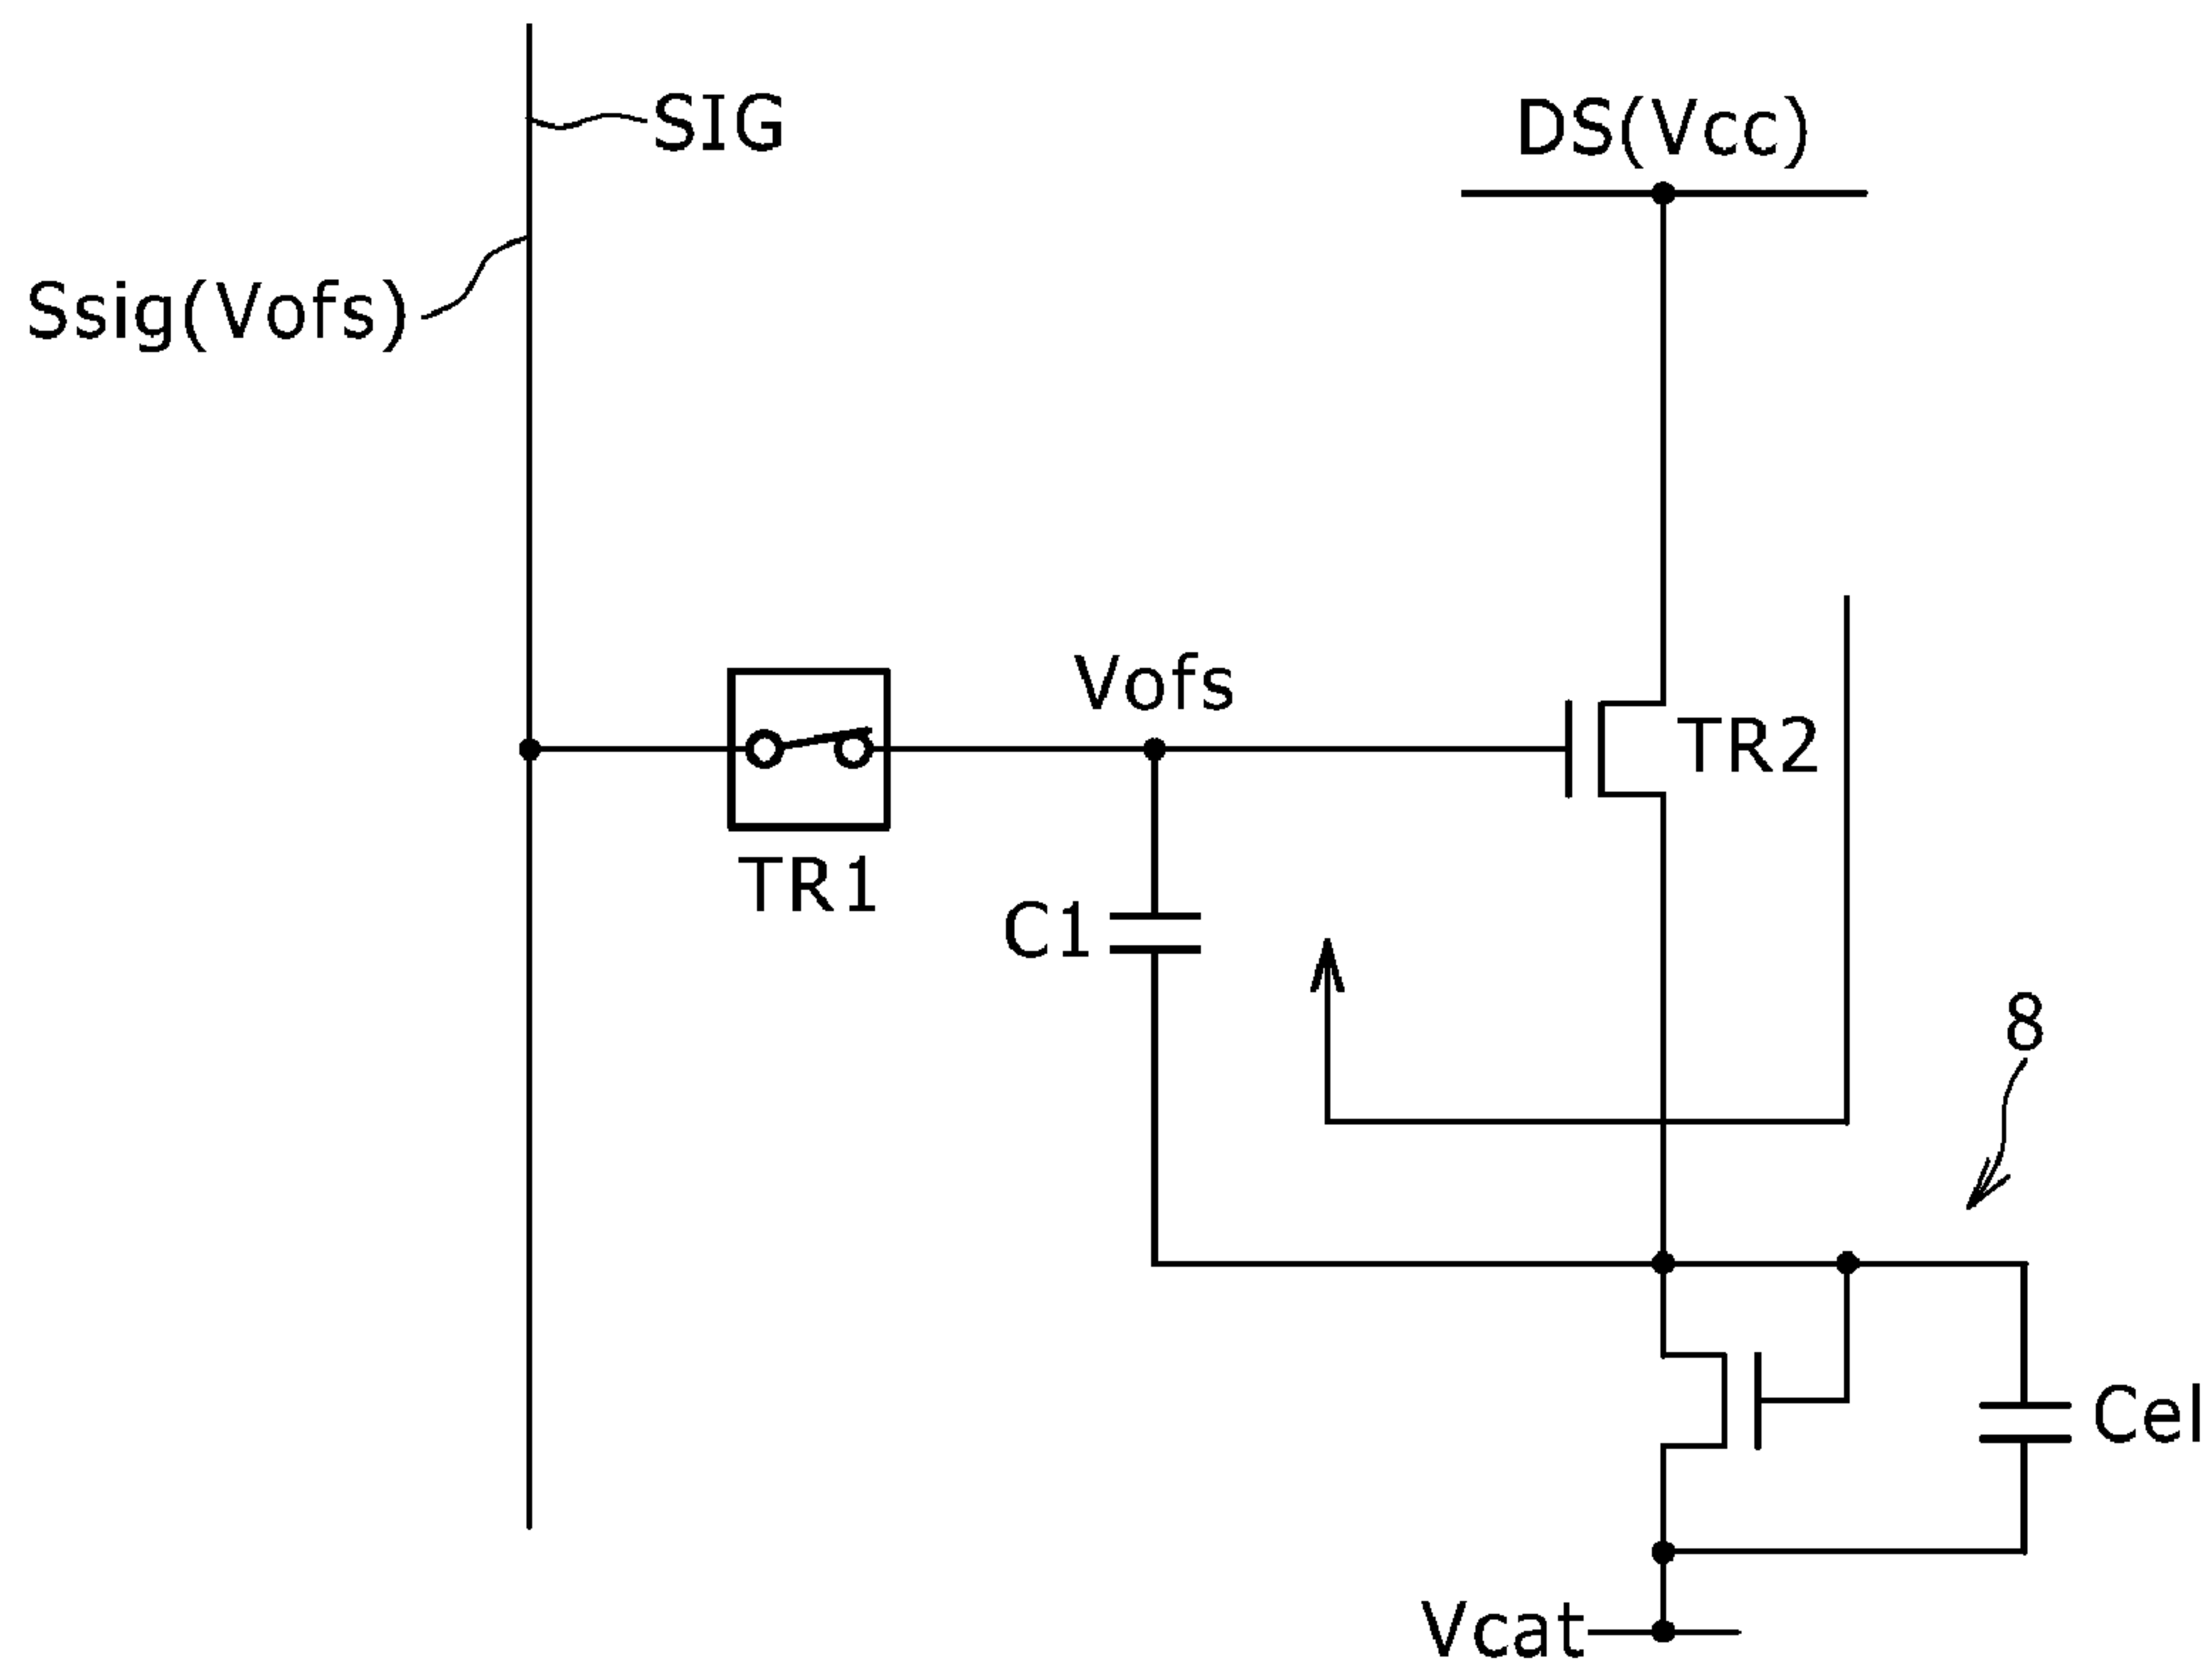 SIG
DS(Vcc)
Ssig(Vofs)
Vofs
TR2
TR1
C1
8
Cel
Vcat